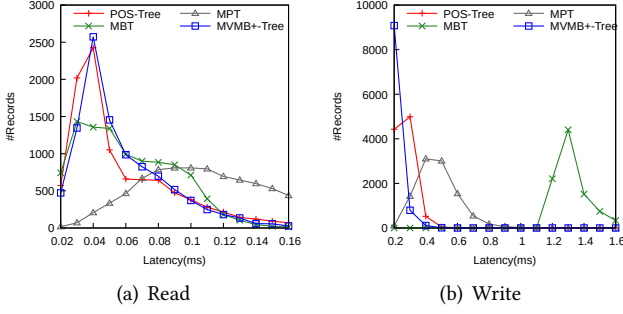 POS-Tree
MBT
MPT
MVMB+-Tree
3000
2500
2000
1500
1000
500
0
#Records
0.02 0.04 0.06 0.08 0.1 0.12 0.14 0.16
Latency(ms)
(a) Read
POS-Tree
MBT
MPT
MVMB+-Tree
10000
8000
6000
4000
2000
0
#Records
0.2 0.4 0.6 0.8 1 1.2 1.4 1.6
Latency(ms)
(b) Write